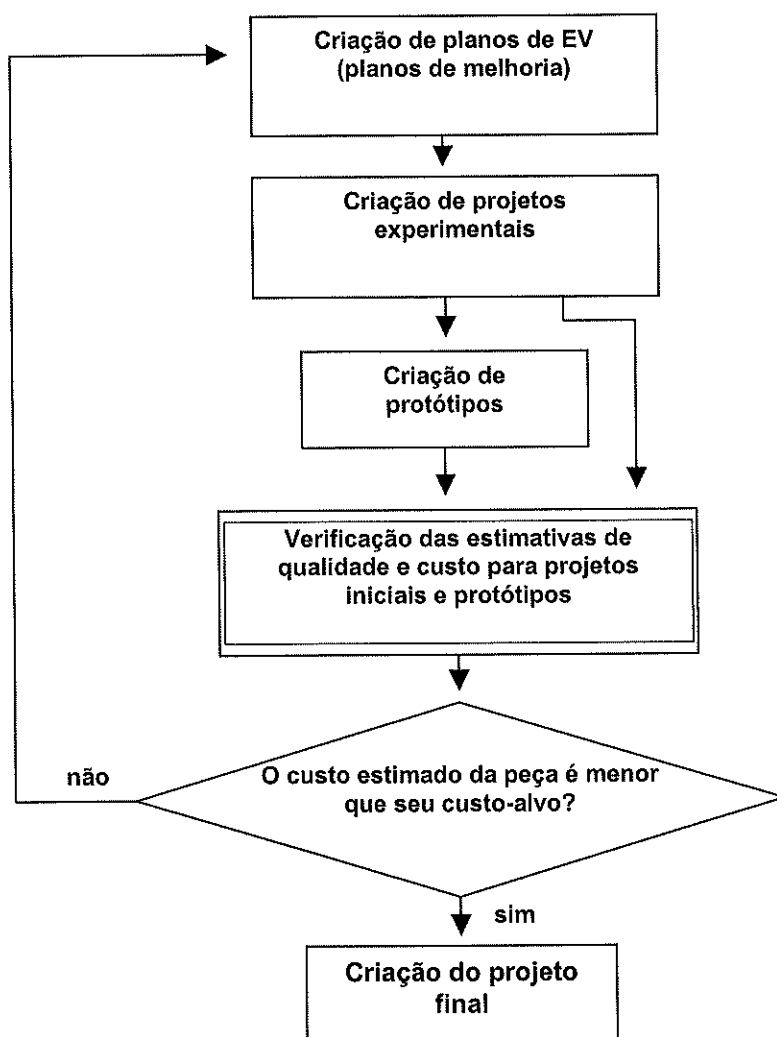 Criação de planos de EV
(planos de melhoria)
Criação de projetos
experimentais
Criação de
protótipos
Verificação das estimativas de
qualidade e custo para projetos
iniciais e protótipos
não
O custo estimado da peça é menor
que seu custo-alvo?
sim
Criação do projeto
final